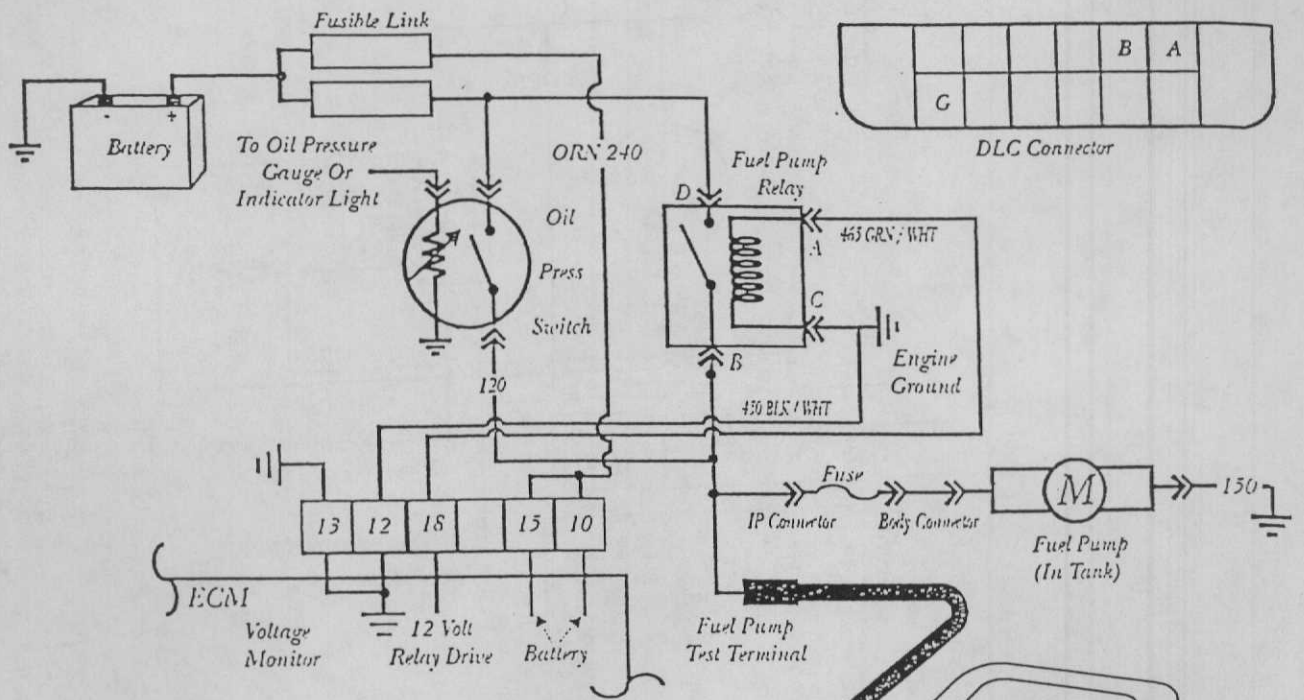 Fusible Link
Battery
-
+
To Oil Pressure
Gauge Or
Indicator Light
ORN 240
Oil
Press
Switch
120
Fuel Pump
Relay
D
A
C
B
465 GRN / WHT
450 BLK / WHT
Engine
Ground
B
A
G
DLC Connector
13
12
18
15
10
ECM
Voltage
Monitor
12 Volt
Relay Drive
Battery
IP Connector
Fuse
Body Connector
M
150
Fuel Pump
(In Tank)
Fuel Pump
Test Terminal